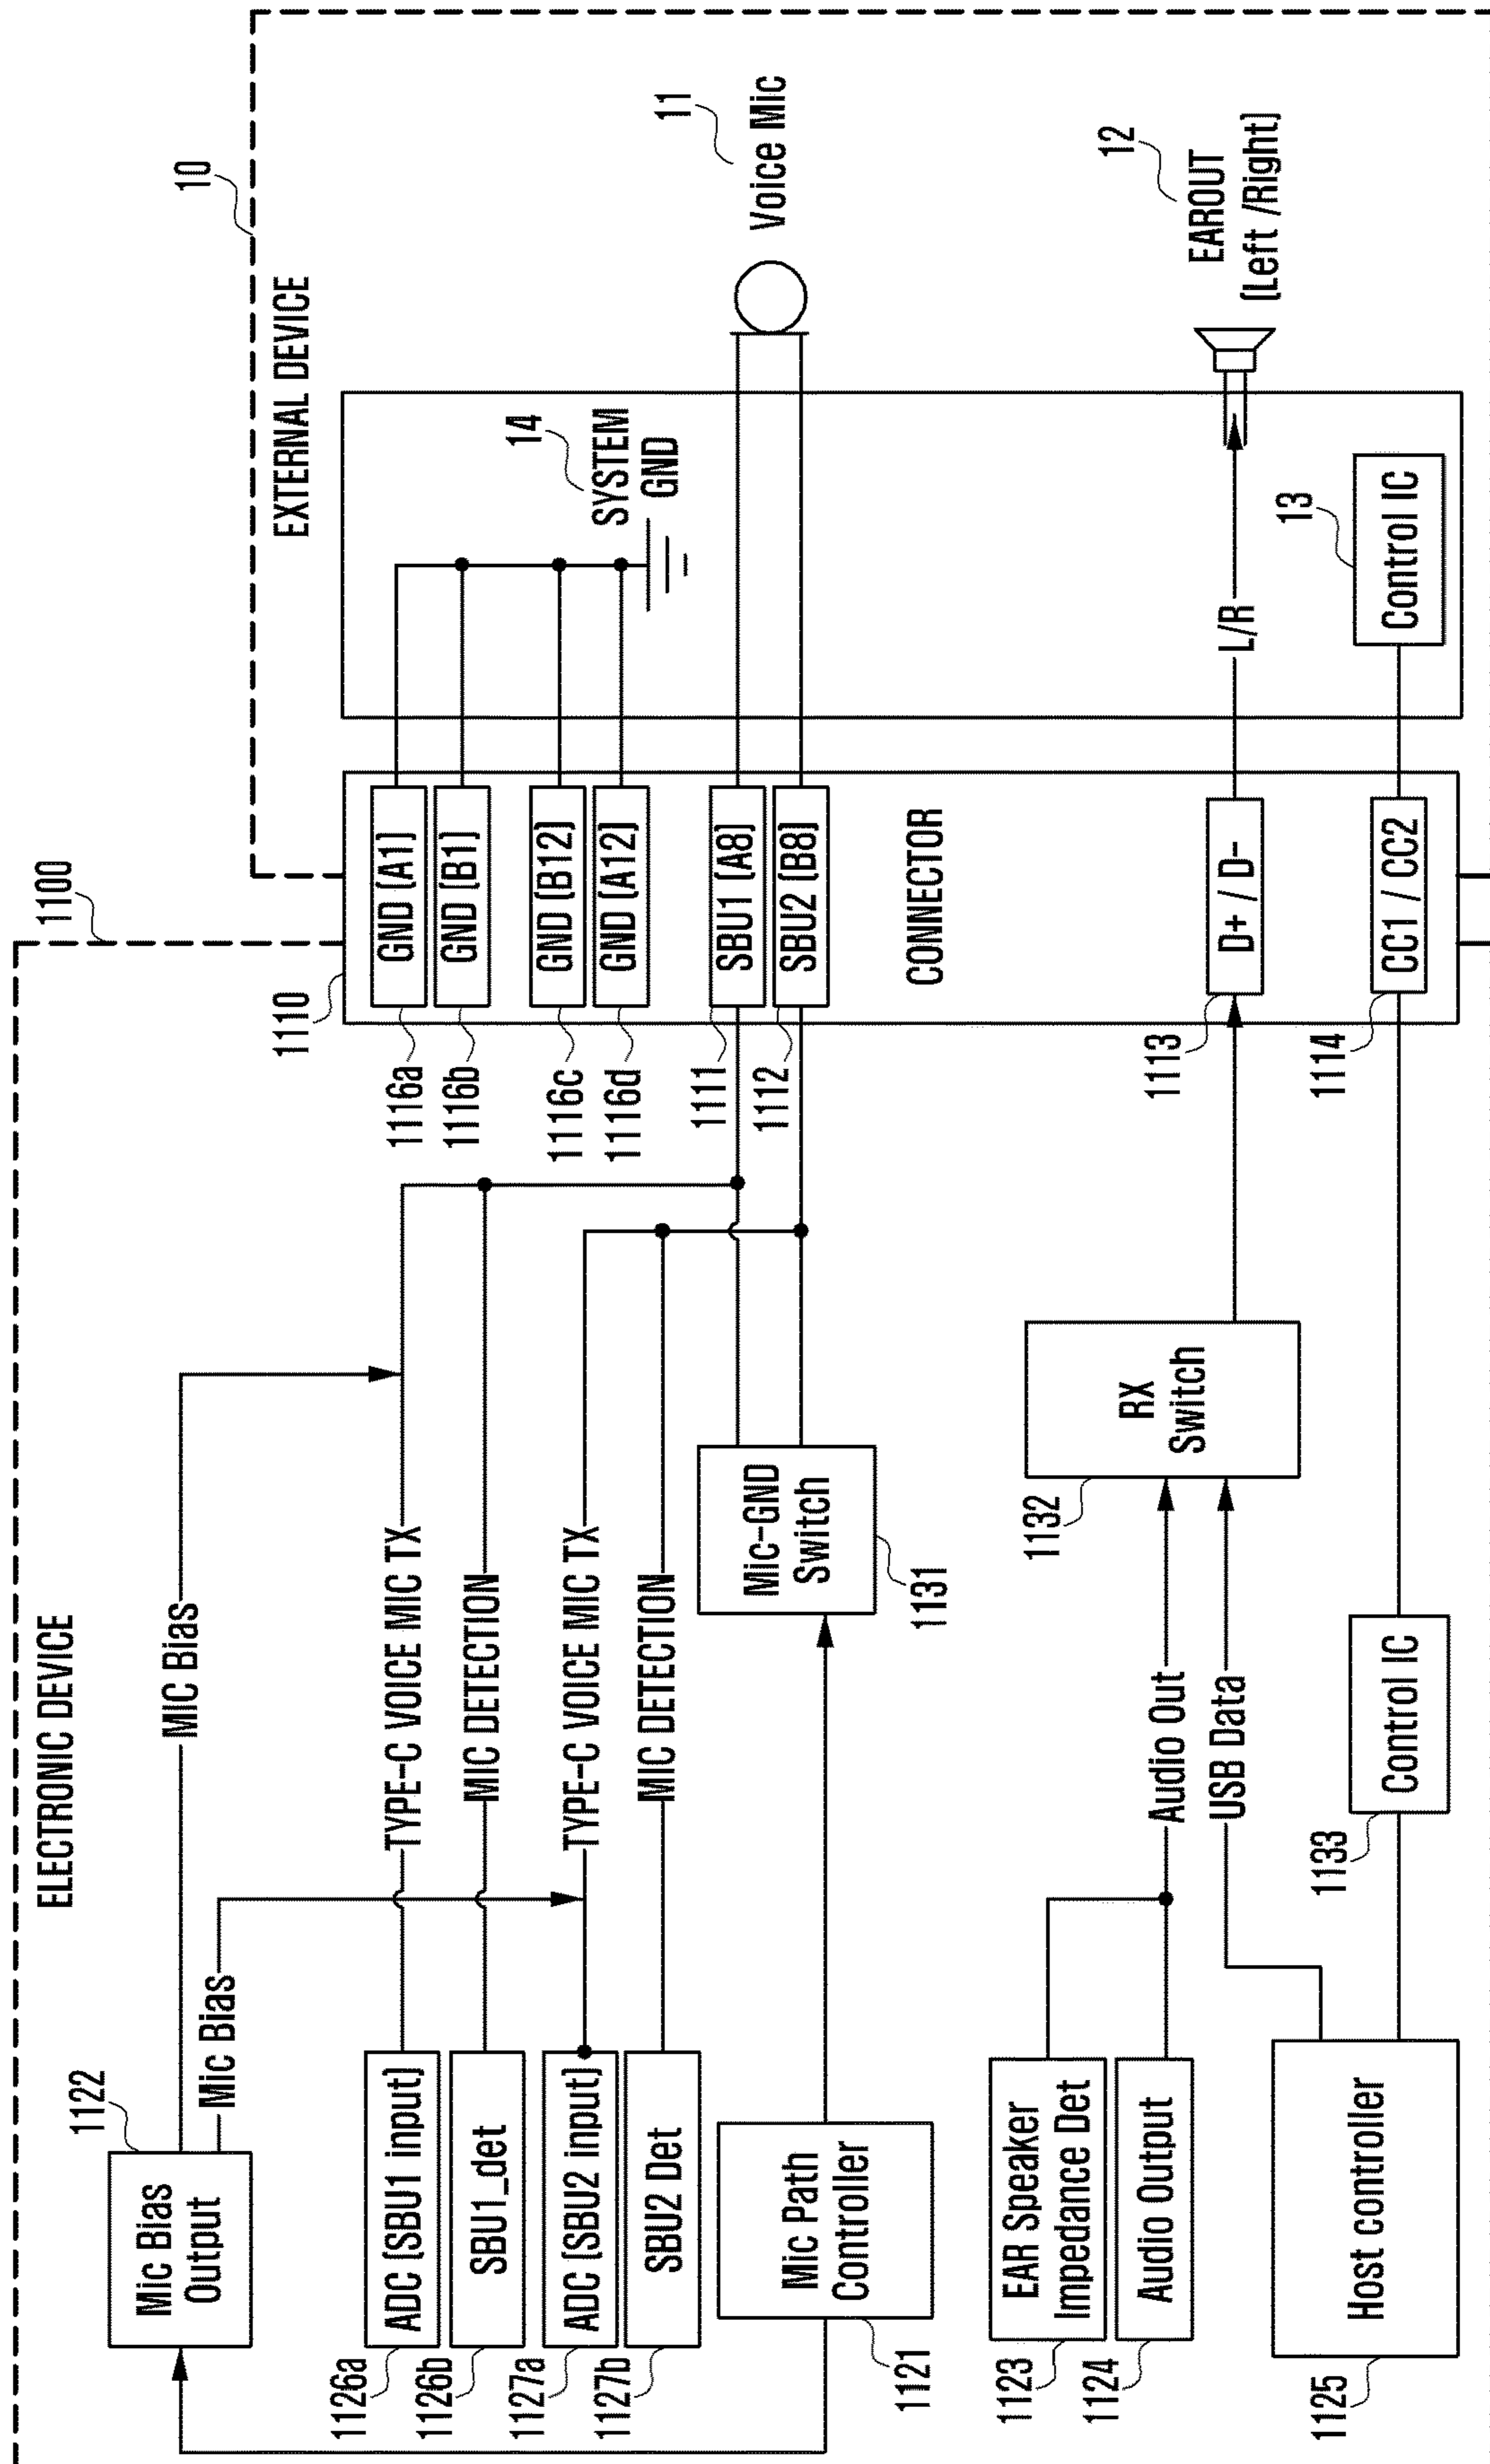 ELECTRONIC DEVICE
1100
10
EXTERNAL DEVICE
1122
Mic Bias
Output
MIC Bias
Mic Bias
1126a
ADC (SBU1 input)
TYPE-C VOICE MIC TX
1126b
SBU1_det
MIC DETECTION
1127a
ADC (SBU2 input)
TYPE-C VOICE MIC TX
1127b
SBU2 Det
MIC DETECTION
1121
Mic Path
Controller
Mic-GND
Switch
1131
1110
1116a
GND (A1)
1116b
GND (B1)
1116c
GND (B12)
1116d
GND (A12)
1111
SBU1 (A8)
1112
SBU2 (B8)
CONNECTOR
14
SYSTEM
GND
11
Voice Mic
1123
EAR Speaker
Impedance Det
1124
Audio Output
Audio Out
USB Data
1132
RX
Switch
1113
D+ / D-
L/R
12
EAROUT
(Left /Right)
1125
Host controller
1133
Control IC
1114
CC1 / CC2
13
Control IC